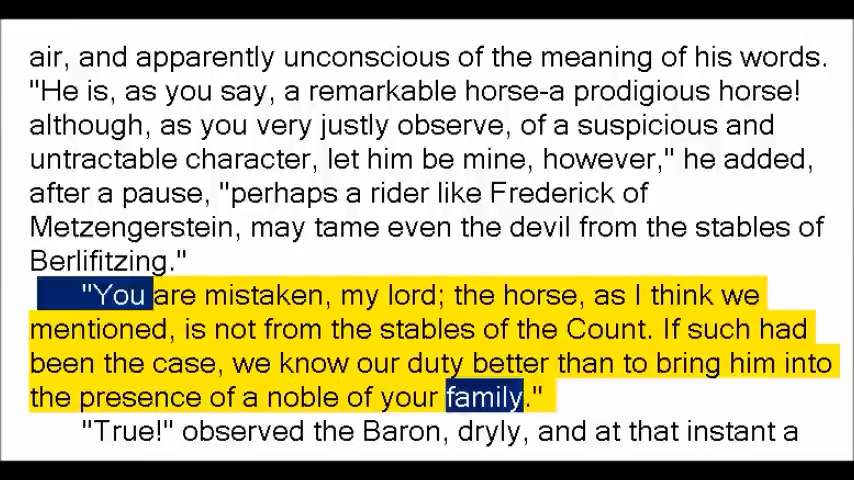 air, and apparently unconscious of the meaning of his words.
"He is, as you say, a remarkable horse-a prodigious horse!
although, as you very justly observe, of a suspicious and
untractable character, let him be mine, however," he added,
after a pause, "perhaps a rider like Frederick of
Metzengerstein, may tame even the devil from the stables of
Berlifitzing."
"You are mistaken, my lord; the horse, as I think we
mentioned, is not from the stables of the Count. If such had
been the case, we know our duty better than to bring him into
the presence of a noble of your family."
"True!" observed the Baron, dryly, and at that instant a